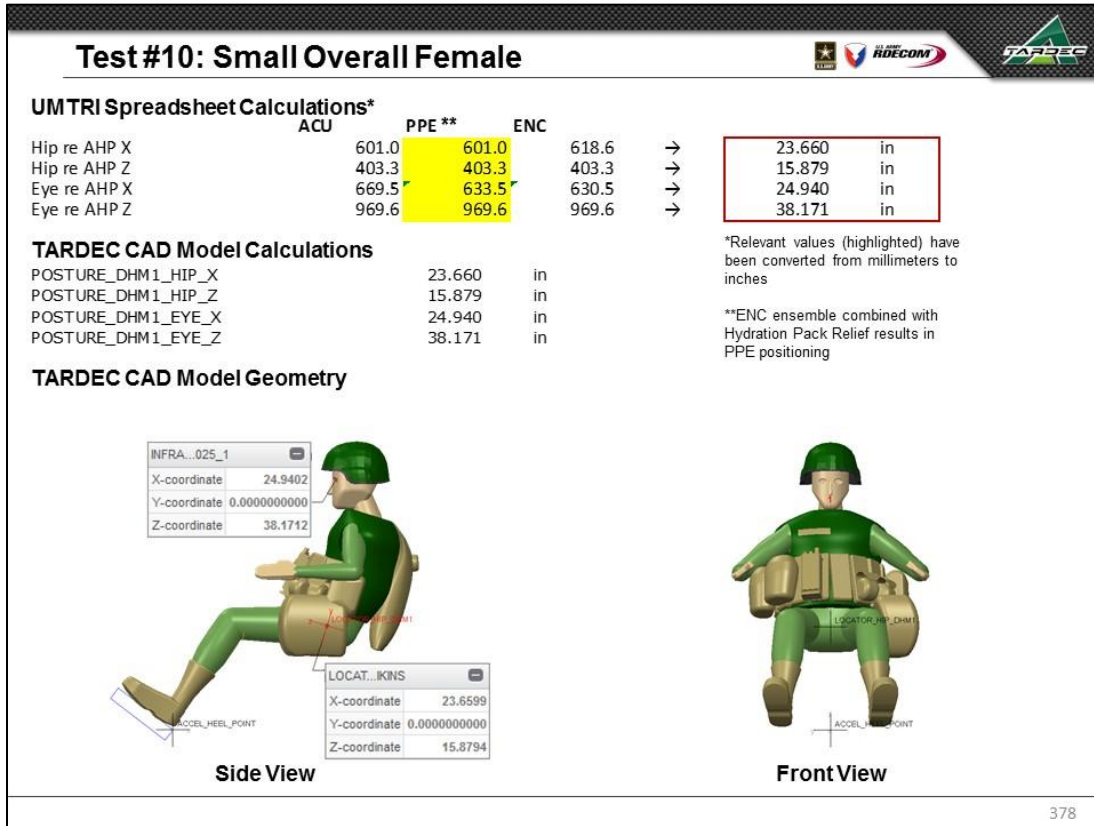 Test #10: Small Overall Female
U.S. ARMY
RDECOM
TARDEC
UMTRI Spreadsheet Calculations*
ACU PPE ** ENC
Hip re AHP X 601.0 601.0 618.6 → 23.660 in
Hip re AHP Z 403.3 403.3 403.3 → 15.879 in
Eye re AHP X 669.5 633.5 630.5 → 24.940 in
Eye re AHP Z 969.6 969.6 969.6 → 38.171 in
*Relevant values (highlighted) have
been converted from millimeters to
inches
**ENC ensemble combined with
Hydration Pack Relief results in
PPE positioning
TARDEC CAD Model Calculations
POSTURE_DHM1_HIP_X 23.660 in
POSTURE_DHM1_HIP_Z 15.879 in
POSTURE_DHM1_EYE_X 24.940 in
POSTURE_DHM1_EYE_Z 38.171 in
TARDEC CAD Model Geometry
INFRA...025_1
X-coordinate 24.9402
Y-coordinate 0.0000000000
Z-coordinate 38.1712
LOCATOR_HIP_DHM1
LOCAT...IKINS
X-coordinate 23.6599
Y-coordinate 0.0000000000
Z-coordinate 15.8794
ACCEL_HEEL_POINT
Side View
LOCATOR_HIP_DHM1
ACCEL_HEEL_POINT
Front View
378